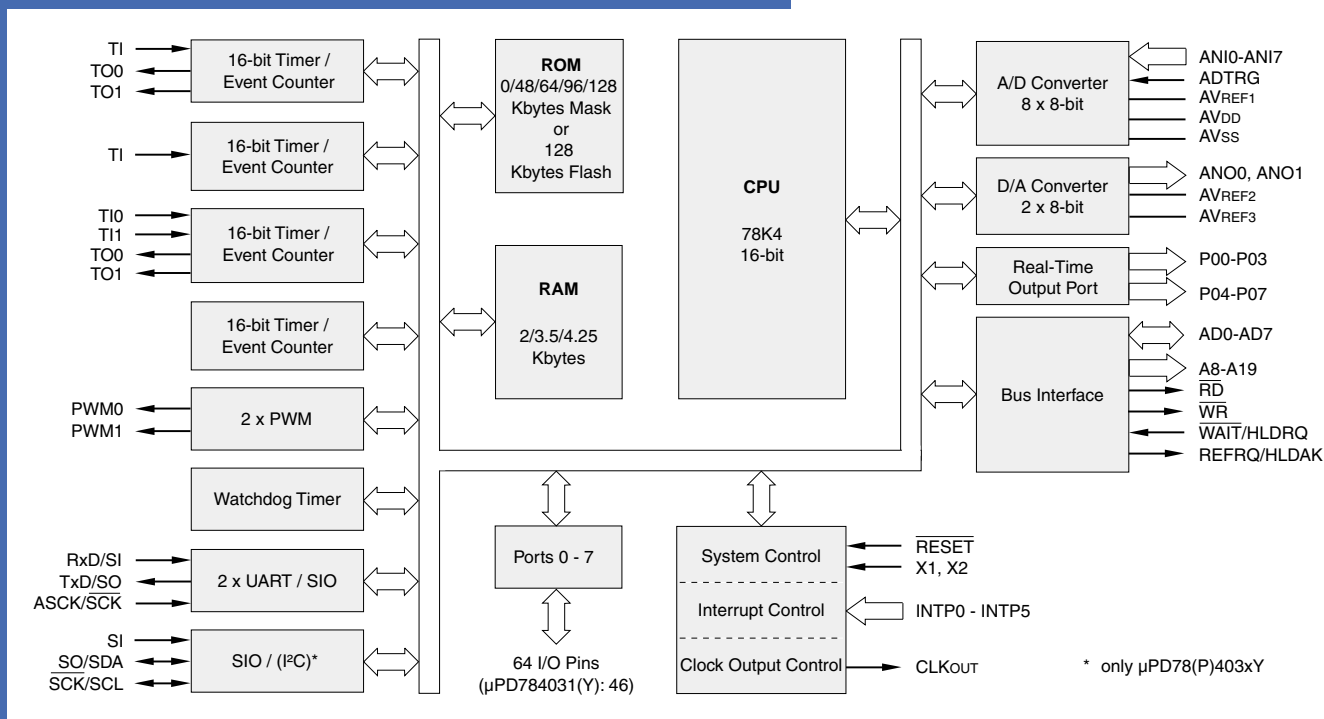 TI
TO0
TO1
16-bit Timer /
Event Counter
TI
16-bit Timer /
Event Counter
TI0
TI1
TO0
TO1
16-bit Timer /
Event Counter
16-bit Timer /
Event Counter
PWM0
PWM1
2 x PWM
Watchdog Timer
RxD/SI
TxD/SO
ASCK/SCK
2 x UART / SIO
SI
SO/SDA
SCK/SCL
SIO / (I²C)*
ROM
0/48/64/96/128
Kbytes Mask
or
128
Kbytes Flash
RAM
2/3.5/4.25
Kbytes
CPU
78K4
16-bit
Ports 0 - 7
64 I/O Pins
(µPD784031(Y): 46)
System Control
Interrupt Control
Clock Output Control
RESET
X1, X2
INTP0 - INTP5
CLKOUT
A/D Converter
8 x 8-bit
ANI0-ANI7
ADTRG
AVREF1
AVDD
AVSS
D/A Converter
2 x 8-bit
ANO0, ANO1
AVREF2
AVREF3
Real-Time
Output Port
P00-P03
P04-P07
Bus Interface
AD0-AD7
A8-A19
RD
WR
WAIT/HLDRQ
REFRQ/HLDAK
* only µPD78(P)403xY